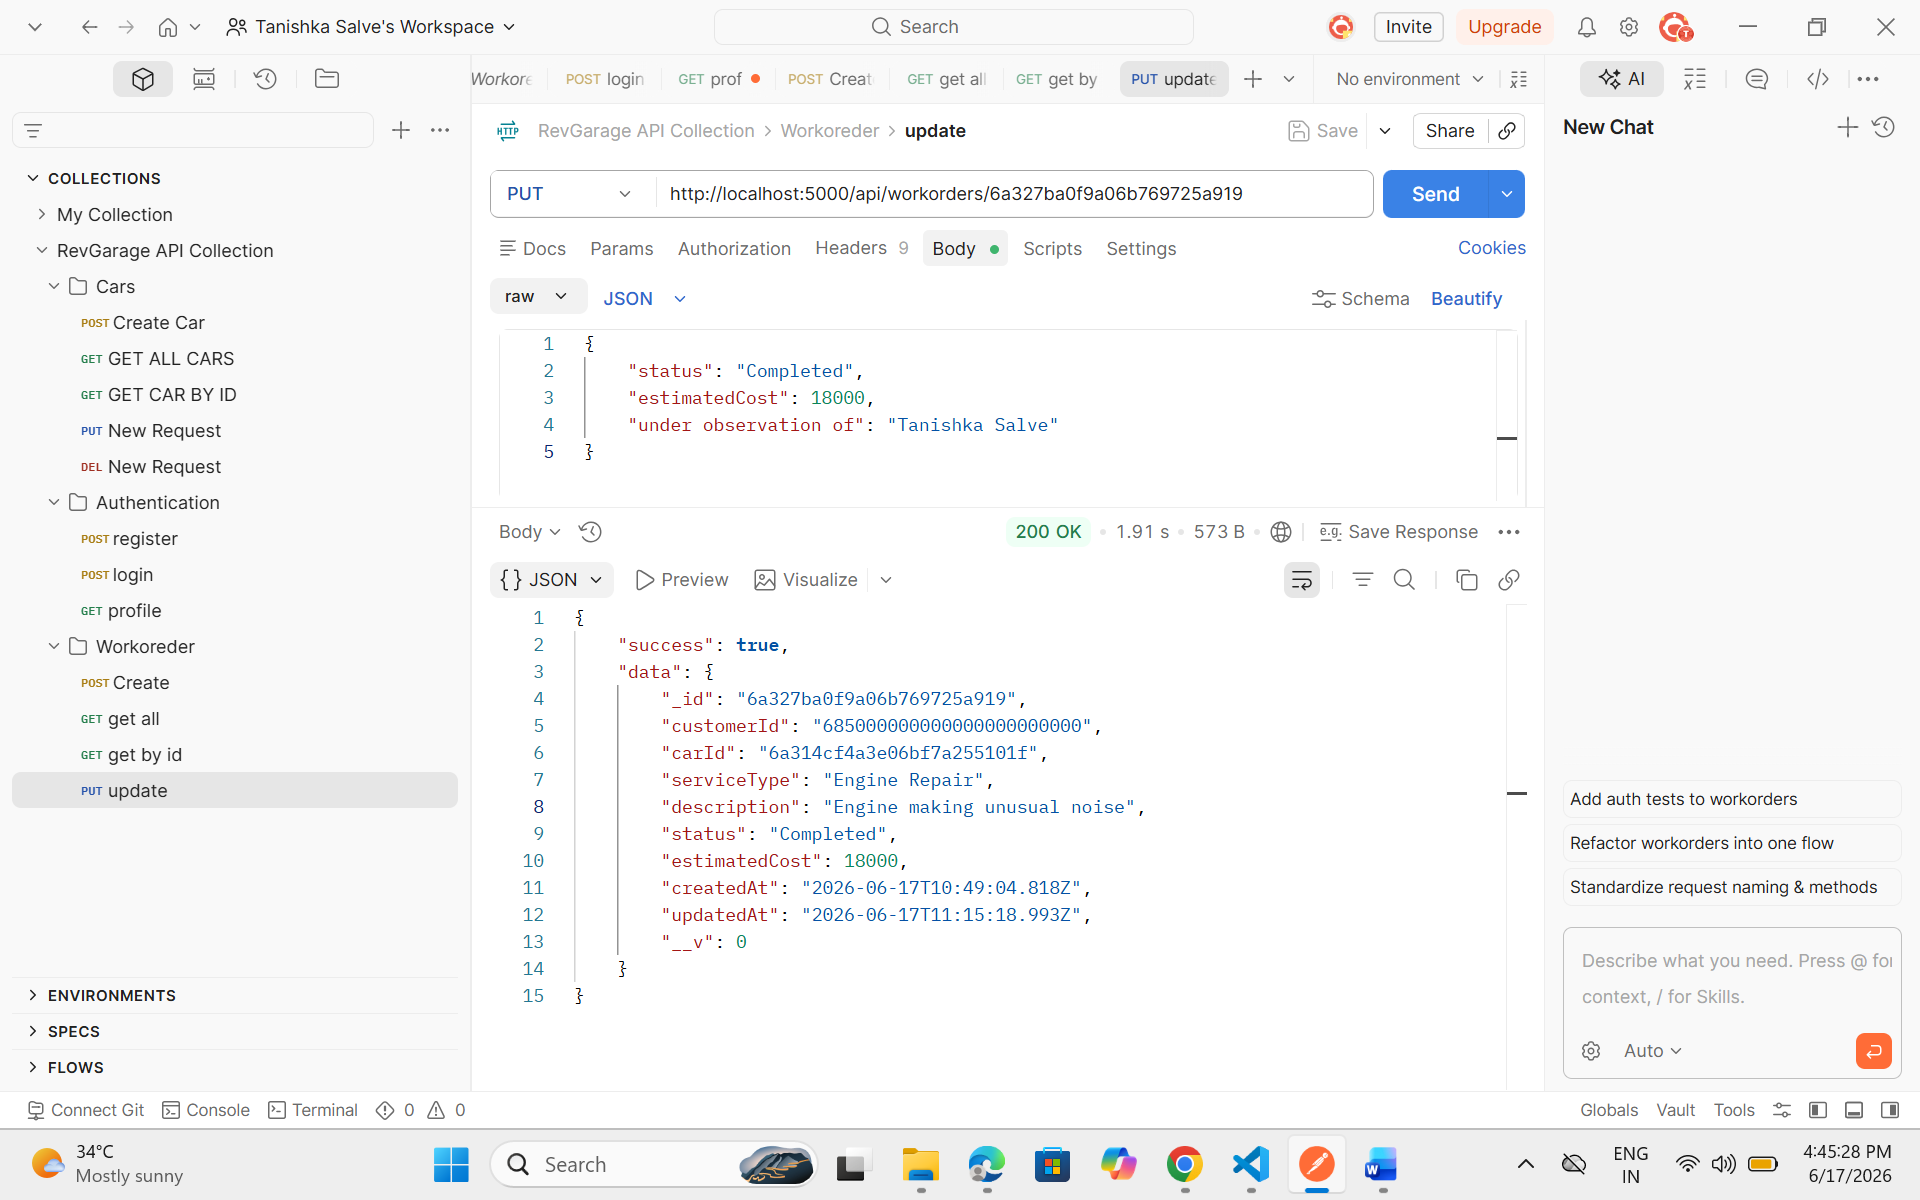 Tanishka Salve's Workspace
Search
Invite
Upgrade
Workore
POST login
GET prof
POST Creat
GET get all
GET get by
PUT update
No environment
AI
RevGarage API Collection > Workoreder > update
Save
Share
New Chat
COLLECTIONS
My Collection
RevGarage API Collection
Cars
POST Create Car
GET GET ALL CARS
GET GET CAR BY ID
PUT New Request
DEL New Request
Authentication
POST register
POST login
GET profile
Workoreder
POST Create
GET get all
GET get by id
PUT update
ENVIRONMENTS
SPECS
FLOWS
HTTP
PUT
http://localhost:5000/api/workorders/6a327ba0f9a06b769725a919
Send
Docs Params Authorization Headers 9 Body Scripts Settings
Cookies
raw JSON
Schema Beautify
1 {
2 "status": "Completed",
3 "estimatedCost": 18000,
4 "under observation of": "Tanishka Salve"
5 }
Body
200 OK • 1.91 s • 573 B
e.g. Save Response
{} JSON Preview Visualize
1 {
2 "success": true,
3 "data": {
4 "_id": "6a327ba0f9a06b769725a919",
5 "customerId": "685000000000000000000000",
6 "carId": "6a314cf4a3e06bf7a255101f",
7 "serviceType": "Engine Repair",
8 "description": "Engine making unusual noise",
9 "status": "Completed",
10 "estimatedCost": 18000,
11 "createdAt": "2026-06-17T10:49:04.818Z",
12 "updatedAt": "2026-06-17T11:15:18.993Z",
13 "__v": 0
14 }
15 }
Add auth tests to workorders
Refactor workorders into one flow
Standardize request naming & methods
Describe what you need. Press @ for
context, / for Skills.
Auto
Connect Git Console Terminal 0 0
Globals Vault Tools
34°C
Mostly sunny
Search
ENG
IN
4:45:28 PM
6/17/2026